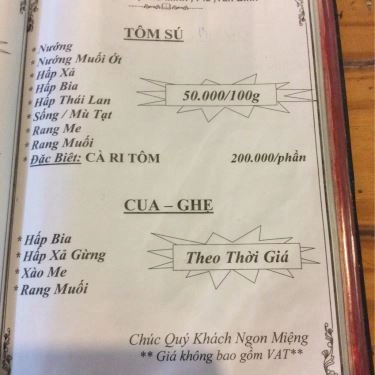 TÔM SÚ
* Nướng
* Nướng Muối Ớt
* Hấp Xả
* Hấp Bia
* Hấp Thái Lan
* Sống / Mù Tạt
* Rang Me
* Rang Muối
50.000/100g
* Đặc Biêt: CÀ RI TÔM 200.000/phần
CUA – GHẸ
* Hấp Bia
* Hấp Xả Gừng
* Xào Me
* Rang Muối
Theo Thời Giá
Chúc Quý Khách Ngon Miệng
** Giá không bao gồm VAT**